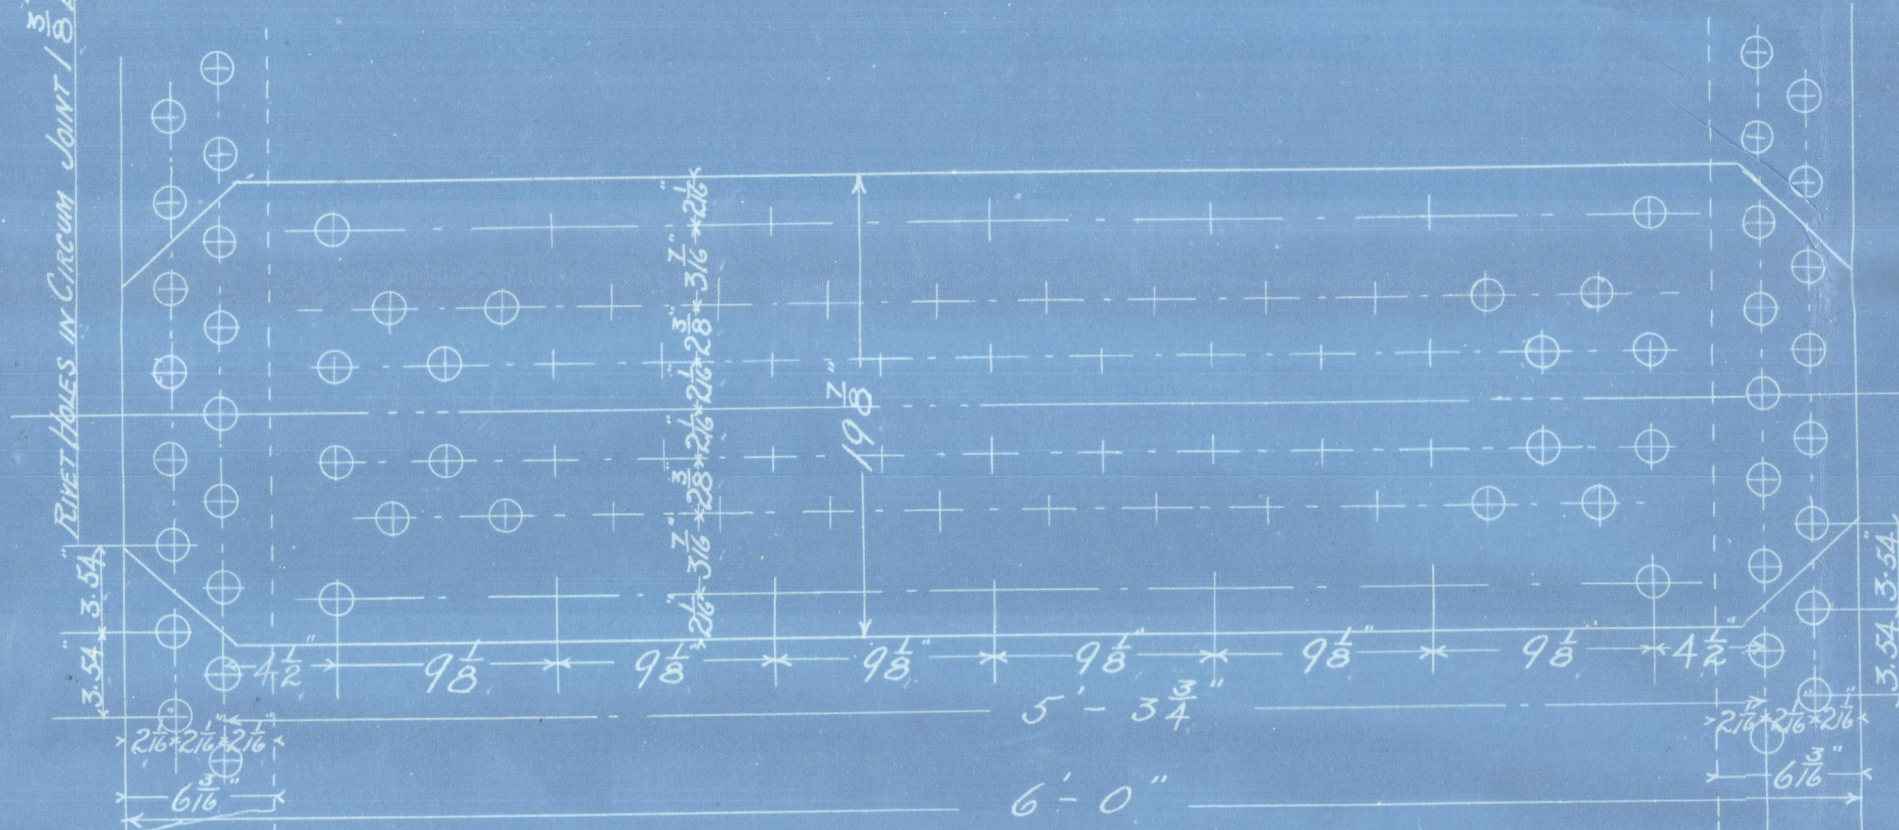 RIVET HOLES IN CIRCUM JOINT 1 3/8
2 1/16" 3 7/16" 2 3/8" 2 1/16" 2 1/16" 2 3/8" 3 7/16" 2 1/16"
19 7/8"
3.54 3.54"
3.54 3.54"
4 1/2" 9 1/8" 9 1/8" 9 1/8" 9 1/8" 9 1/8" 9 1/8" 4 1/2"
5' - 3 3/4"
2 1/16" 2 1/16" 2 1/16"
2 1/16" 2 1/16" 2 1/16"
6 3/16"
6 3/16"
6' - 0"